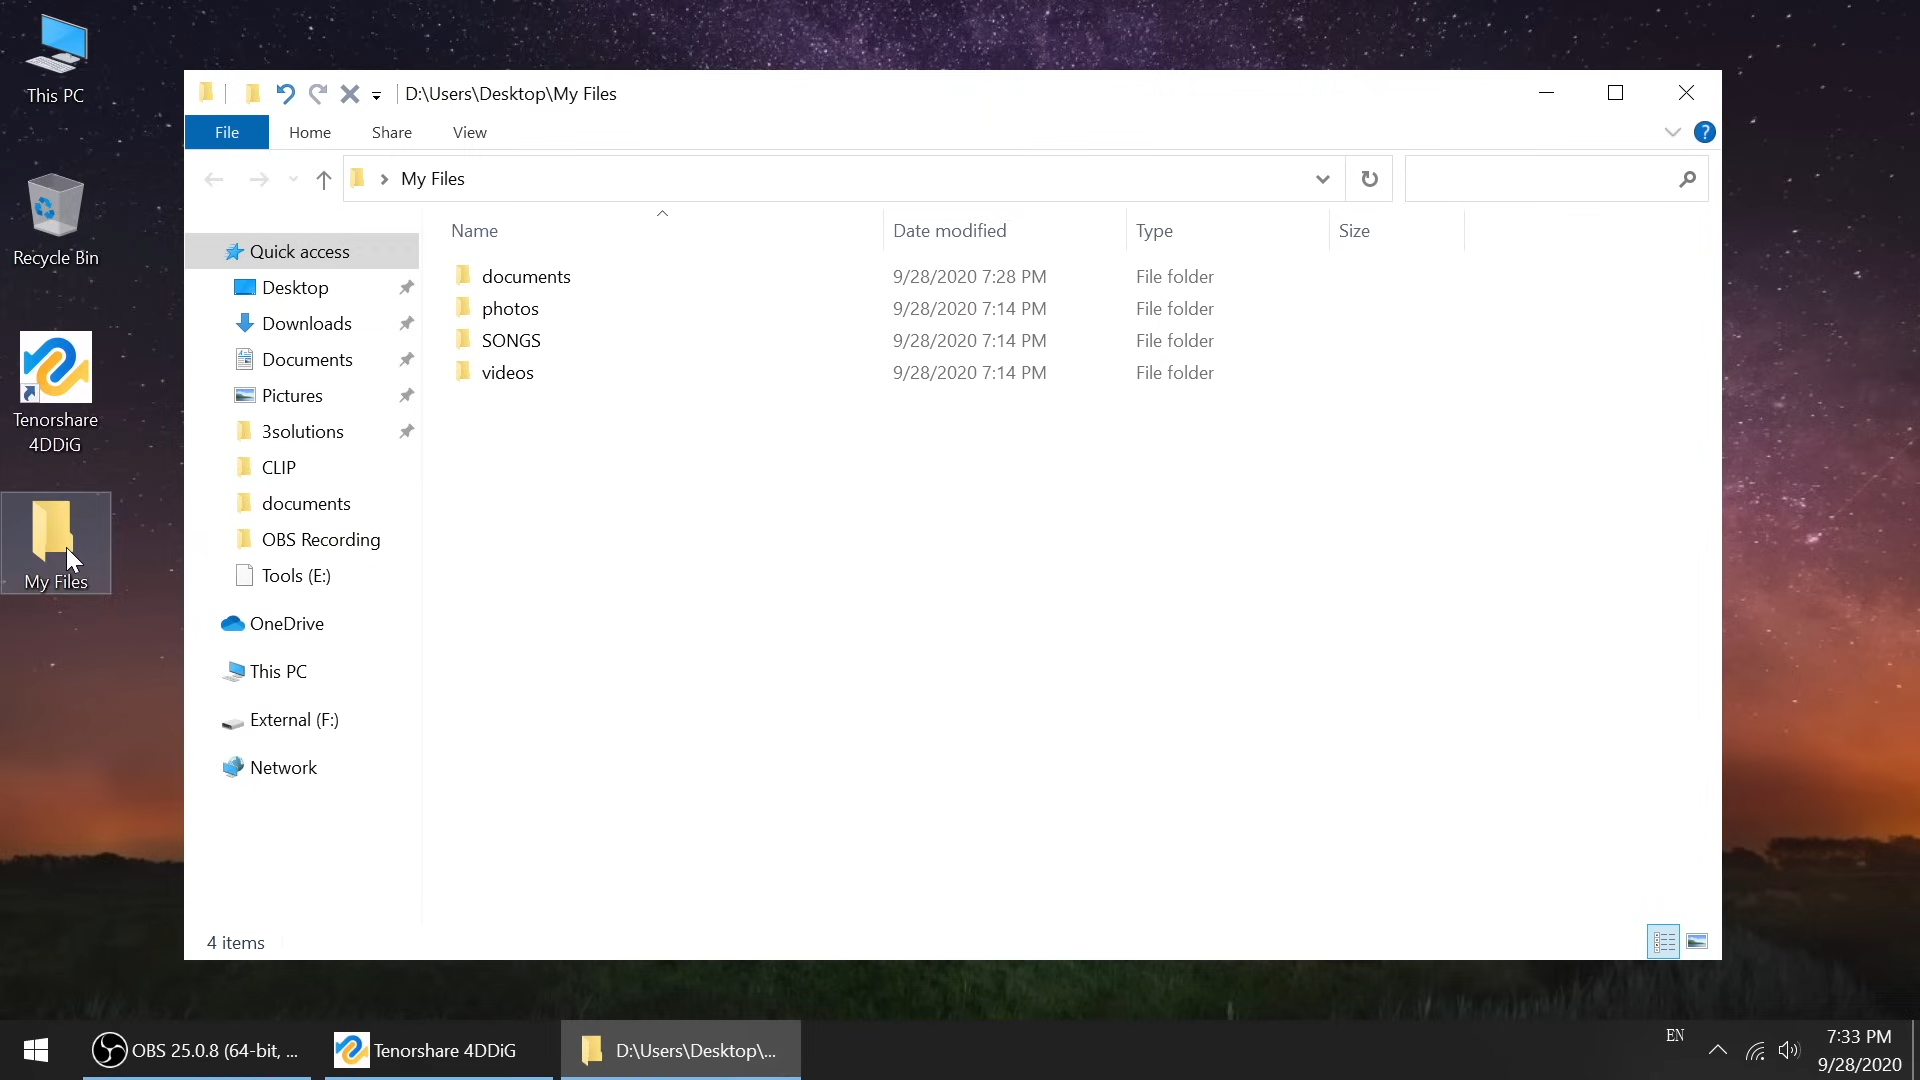 This PC
Recycle Bin
Tenorshare
4DDiG
My Files
D:\Users\Desktop\My Files
File
Home
Share
View
?
My Files
Name
Date modified
Type
Size
documents
9/28/2020 7:28 PM
File folder
photos
9/28/2020 7:14 PM
File folder
SONGS
9/28/2020 7:14 PM
File folder
videos
9/28/2020 7:14 PM
File folder
Quick access
Desktop
Downloads
Documents
Pictures
3solutions
CLIP
documents
OBS Recording
Tools (E:)
OneDrive
This PC
External (F:)
Network
4 items
OBS 25.0.8 (64-bit, ...
Tenorshare 4DDiG
D:\Users\Desktop\...
EN
7:33 PM
9/28/2020